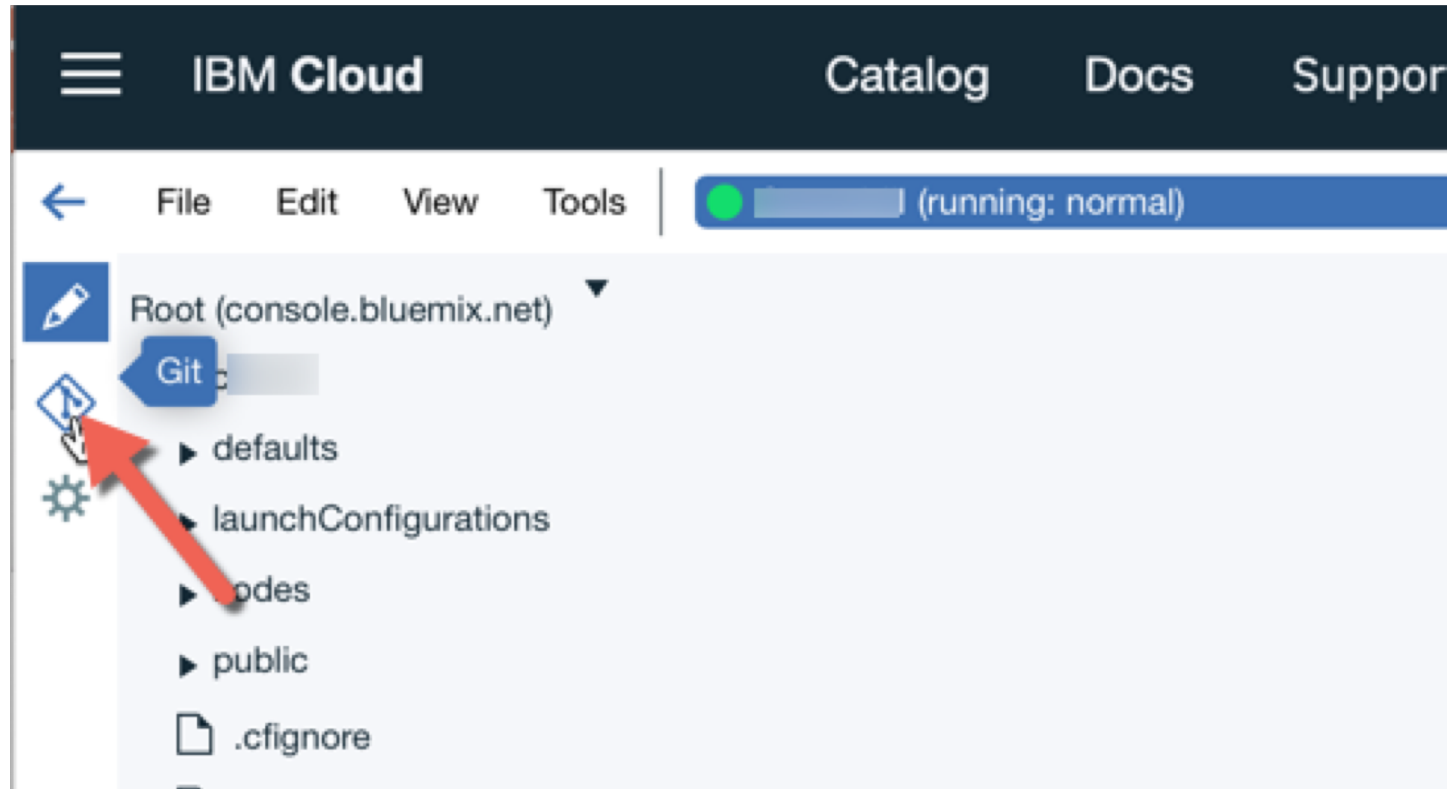 IBM Cloud Catalog Docs
File Edit View Tools (running: normal)
Root (console.bluemix.net)
Git
defaults
launchConfigurations
public
.cfignore